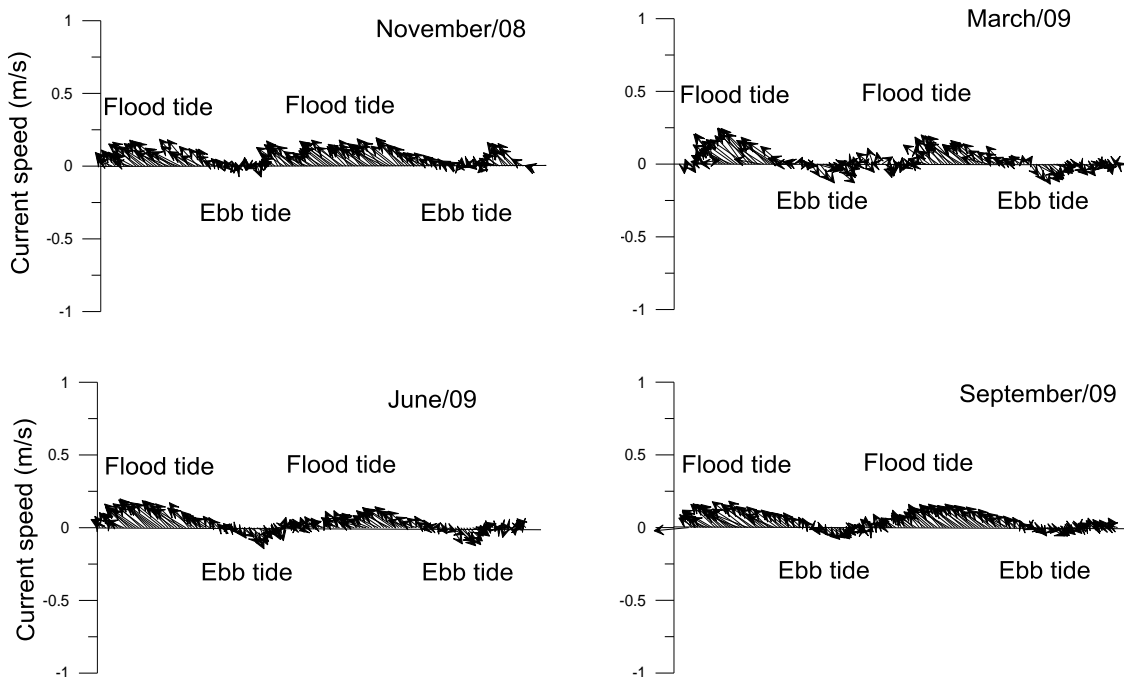 November/08
1
0.5
0
-0.5
-1
Current speed (m/s)
Flood tide
Flood tide
Ebb tide
Ebb tide
March/09
1
0.5
0
-0.5
-1
Flood tide
Flood tide
Ebb tide
Ebb tide
June/09
1
0.5
0
-0.5
-1
Current speed (m/s)
Flood tide
Flood tide
Ebb tide
Ebb tide
September/09
1
0.5
0
-0.5
-1
Flood tide
Flood tide
Ebb tide
Ebb tide